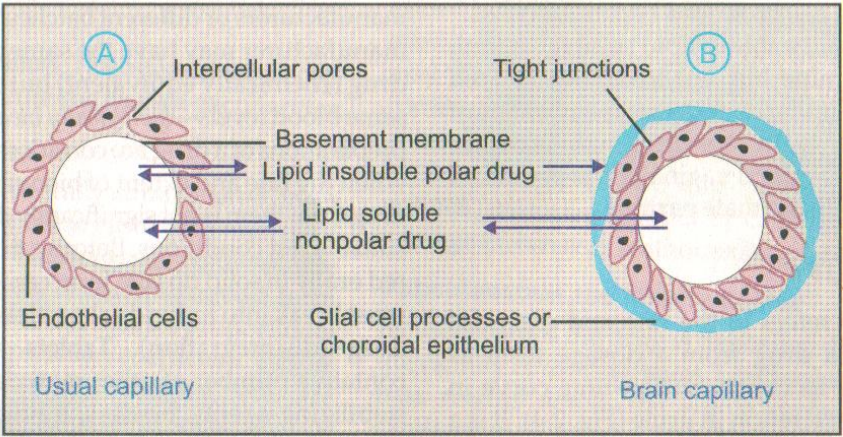 A
B
Intercellular pores
Tight junctions
Basement membrane
Lipid insoluble polar drug
Lipid soluble
nonpolar drug
Endothelial cells
Glial cell processes or
choroidal epithelium
Usual capillary
Brain capillary